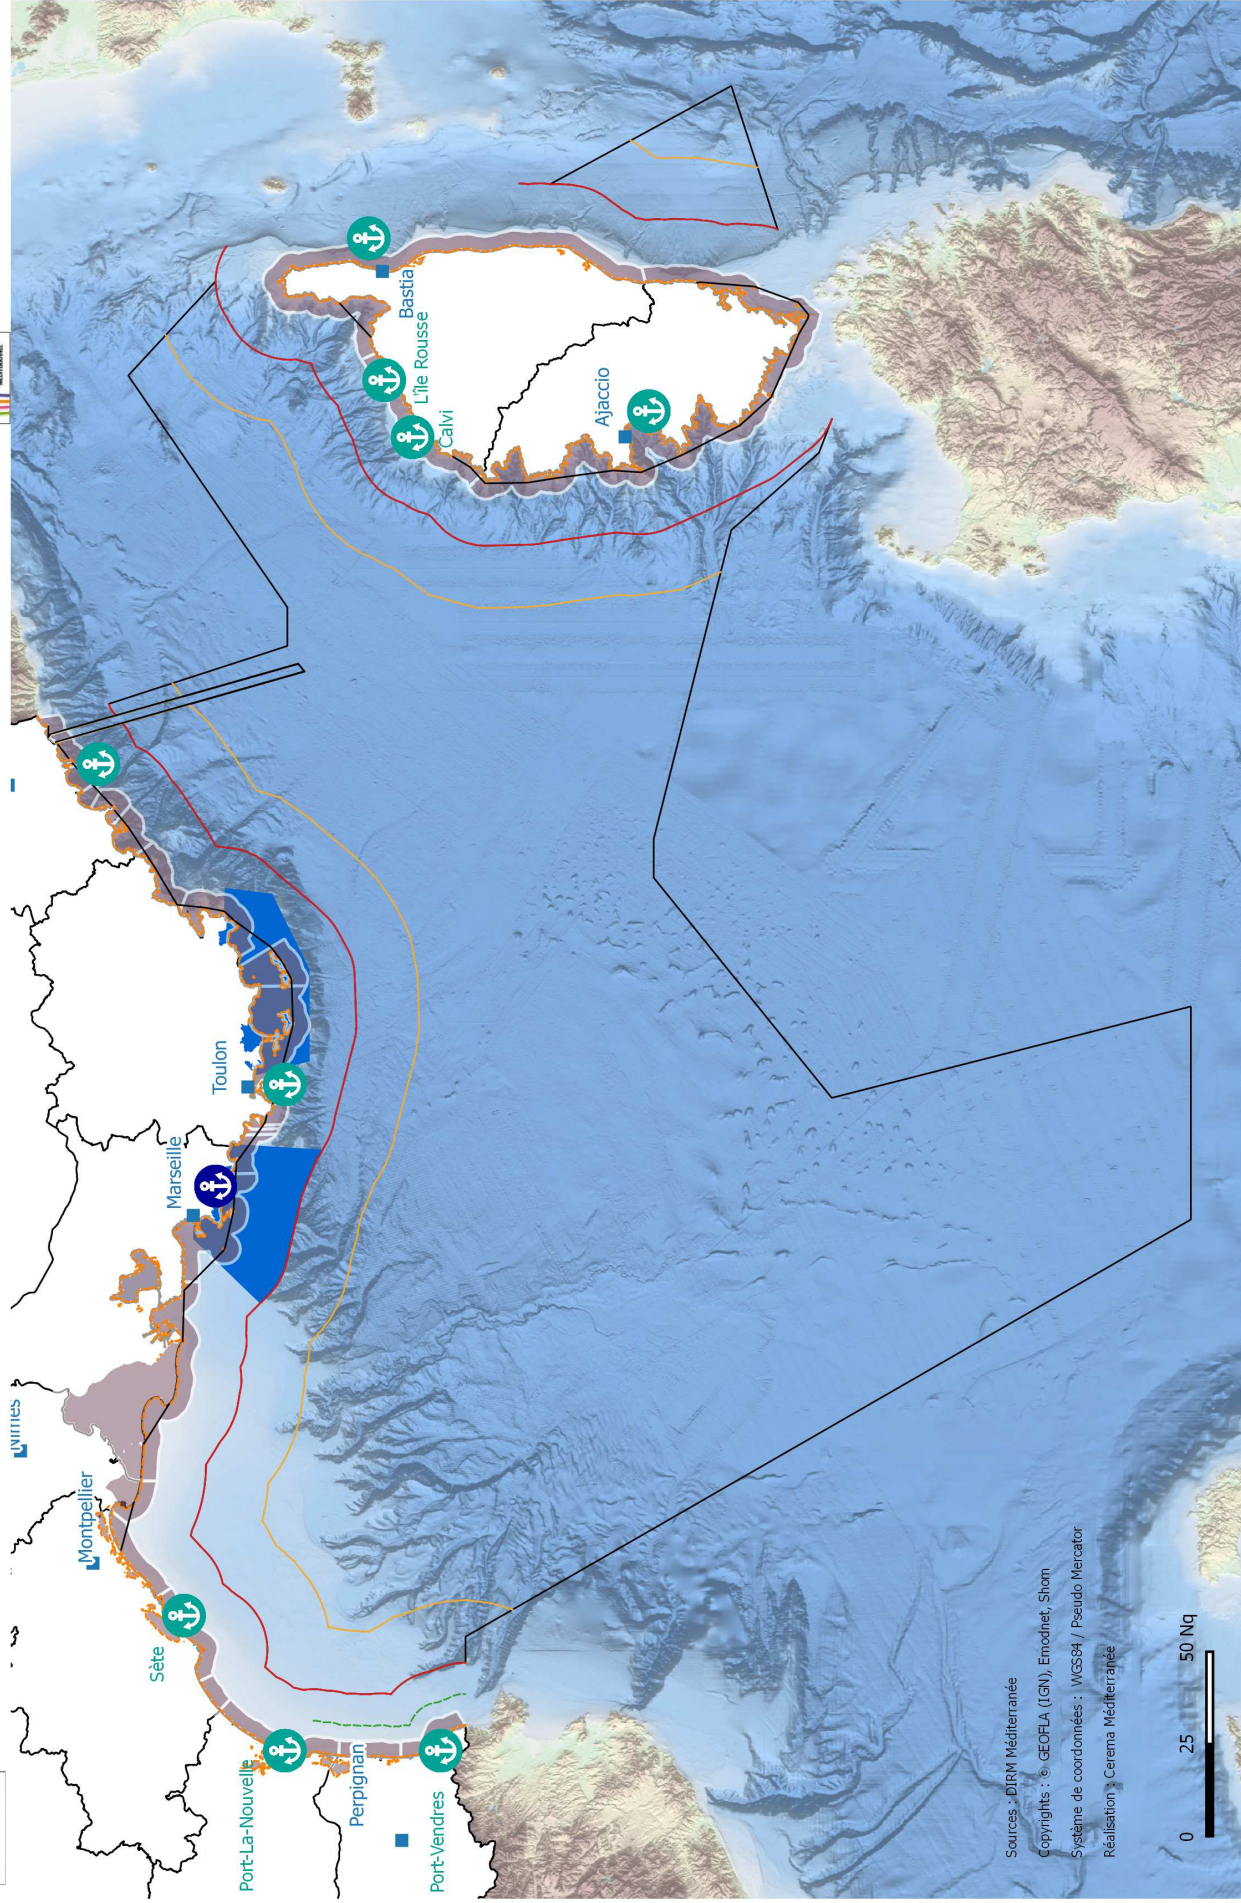 Nîmes
Montpellier
Marseille
Toulon
Sète
Port-La-Nouvelle
Perpignan
Port-Vendres
Bastia
L'île Rousse
Calvi
Ajaccio
Sources : DIRM Méditerranée
Copyrights : © GEOFLA (IGN), Emodnet, Shom
Système de coordonnées : WGS84 / Pseudo Mercator
Réalisation : Cerema Méditerranée
0 25 50 Nq